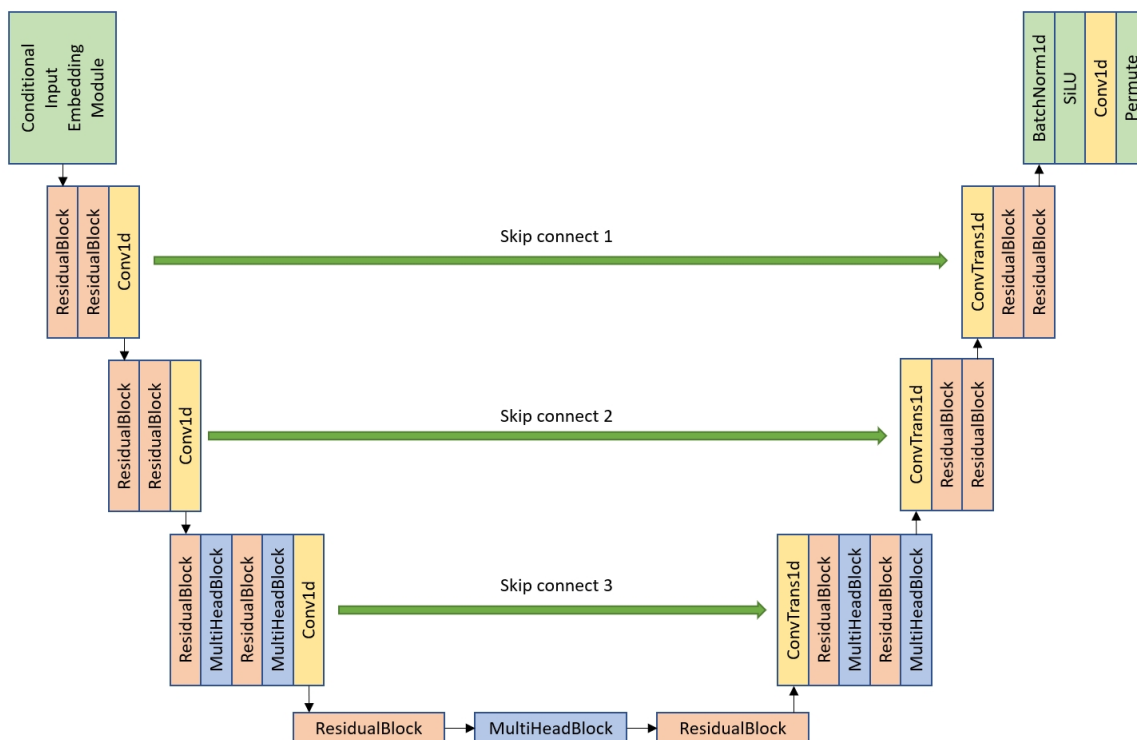 Conditional
Input
Embedding
Module
BatchNorm1d
SiLU
Conv1d
Permute
ResidualBlock
ResidualBlock
Conv1d
Skip connect 1
ConvTrans1d
ResidualBlock
ResidualBlock
ResidualBlock
ResidualBlock
Conv1d
Skip connect 2
ConvTrans1d
ResidualBlock
ResidualBlock
ResidualBlock
MultiHeadBlock
ResidualBlock
MultiHeadBlock
Conv1d
Skip connect 3
ConvTrans1d
ResidualBlock
MultiHeadBlock
ResidualBlock
MultiHeadBlock
ResidualBlock
MultiHeadBlock
ResidualBlock